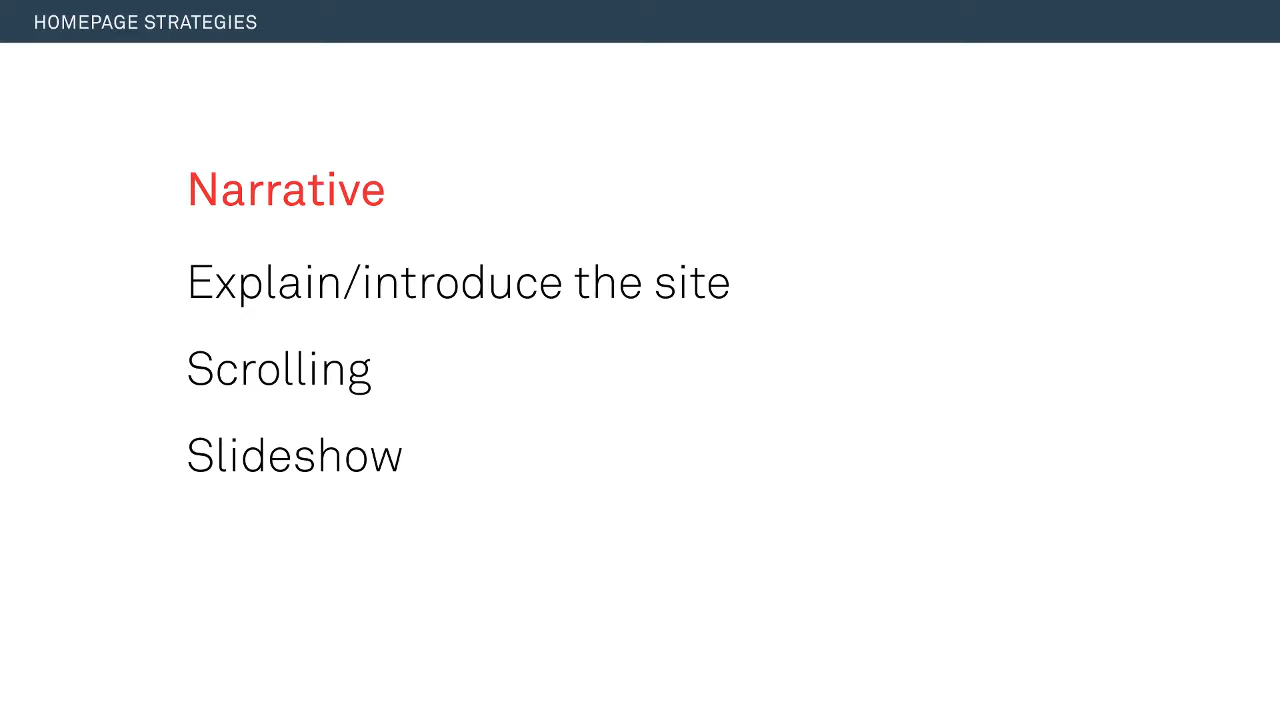 HOMEPAGE STRATEGIES
Narrative
Explain/introduce the site
Scrolling
Slideshow